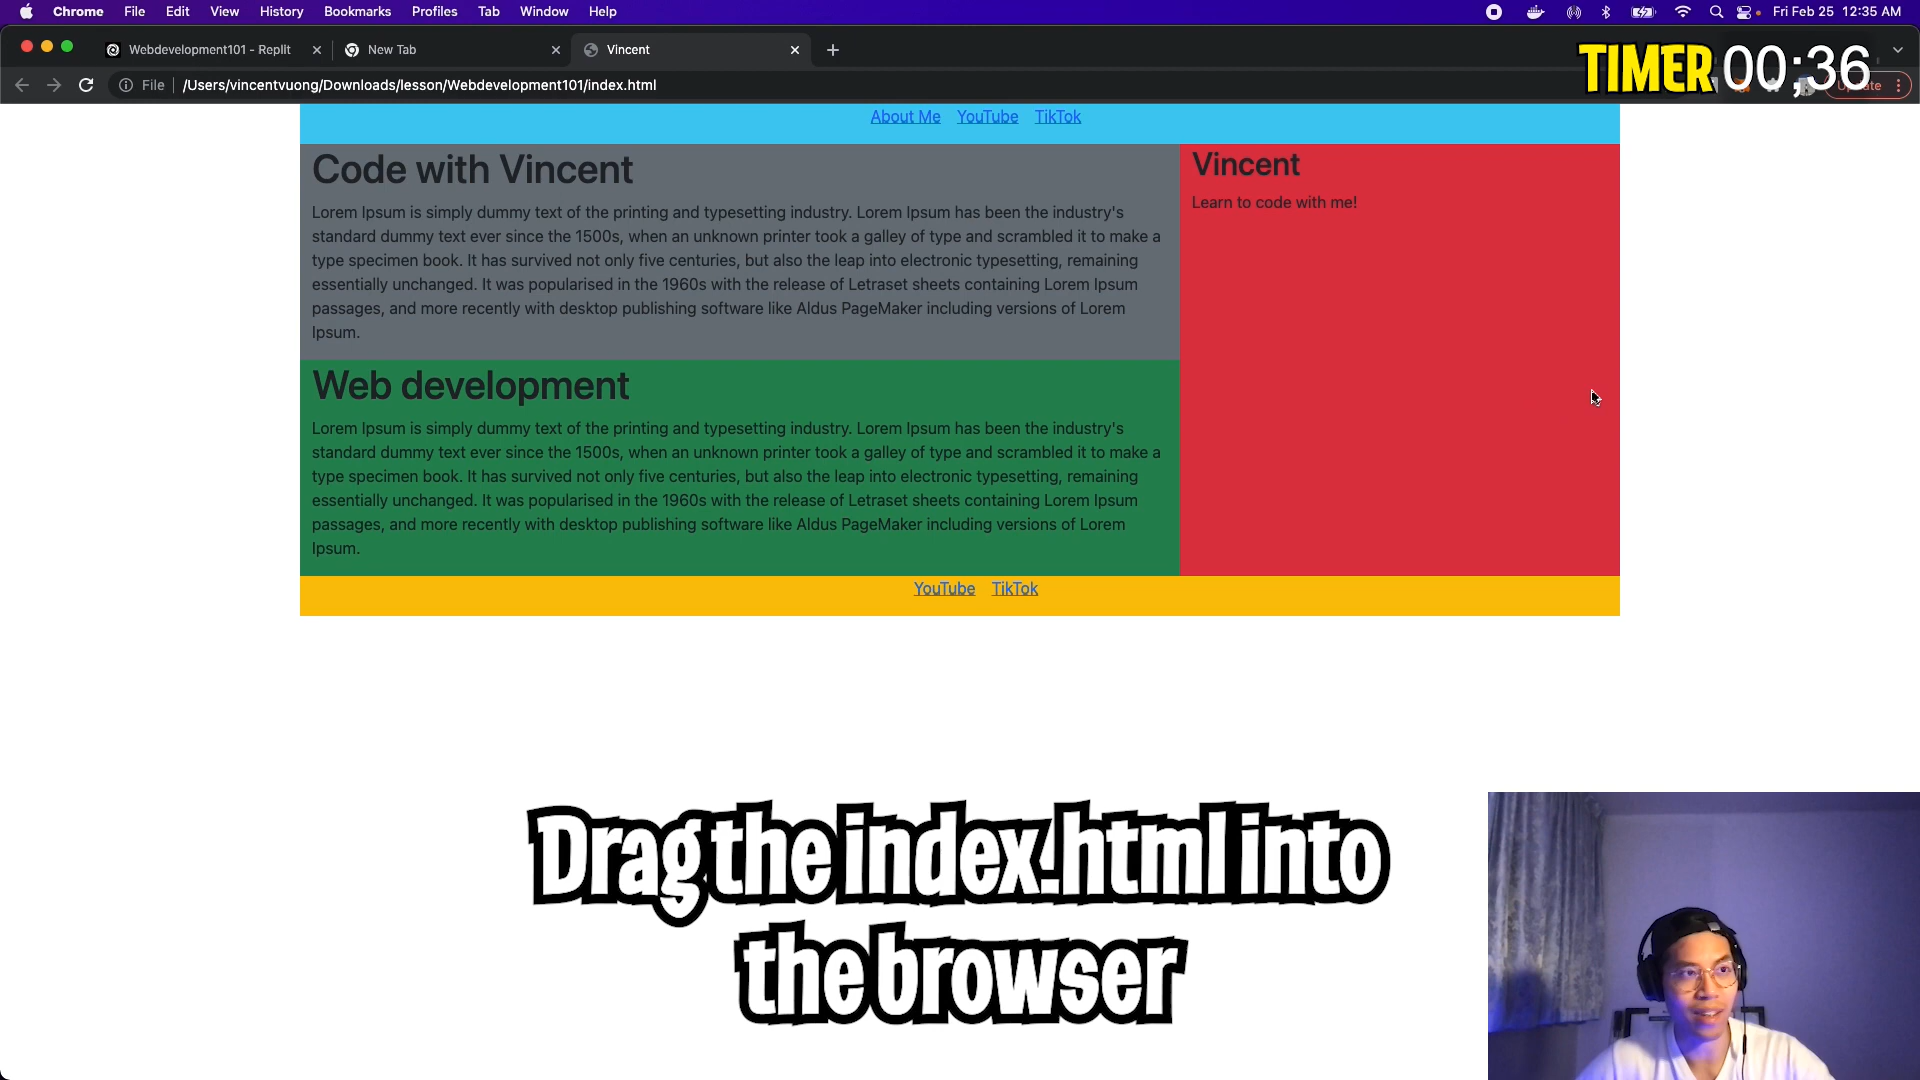 Chrome File Edit View History Bookmarks Profiles Tab Window Help Fri Feb 25 12:35 AM
Webdevelopment101 - Replit New Tab Vincent
TIMER 00;36
File /Users/vincentvuong/Downloads/lesson/Webdevelopment101/index.html
About Me YouTube TikTok
Code with Vincent
Lorem Ipsum is simply dummy text of the printing and typesetting industry. Lorem Ipsum has been the industry's
standard dummy text ever since the 1500s, when an unknown printer took a galley of type and scrambled it to make a
type specimen book. It has survived not only five centuries, but also the leap into electronic typesetting, remaining
essentially unchanged. It was popularised in the 1960s with the release of Letraset sheets containing Lorem Ipsum
passages, and more recently with desktop publishing software like Aldus PageMaker including versions of Lorem
Ipsum.
Vincent
Learn to code with me!
Web development
Lorem Ipsum is simply dummy text of the printing and typesetting industry. Lorem Ipsum has been the industry's
standard dummy text ever since the 1500s, when an unknown printer took a galley of type and scrambled it to make a
type specimen book. It has survived not only five centuries, but also the leap into electronic typesetting, remaining
essentially unchanged. It was popularised in the 1960s with the release of Letraset sheets containing Lorem Ipsum
passages, and more recently with desktop publishing software like Aldus PageMaker including versions of Lorem
Ipsum.
YouTube TikTok
Drag the index.html into
the browser